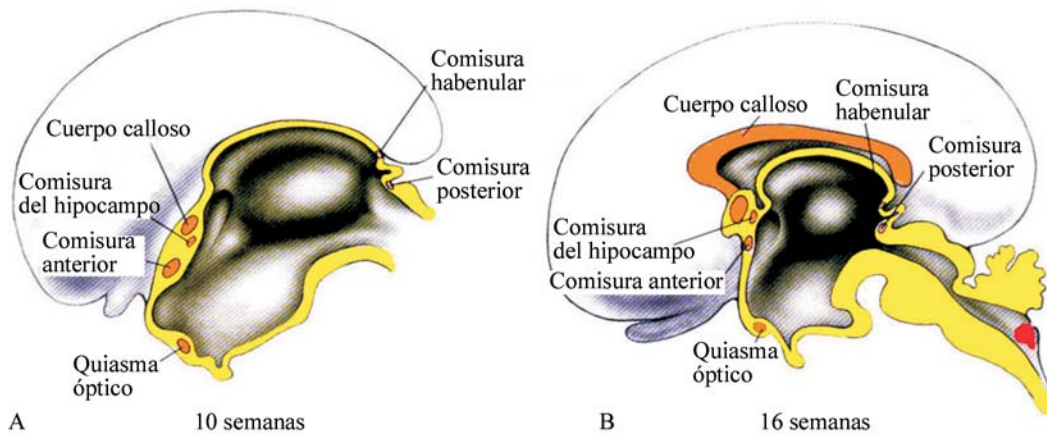 Comisura
habenular
Cuerpo calloso
Comisura
del hipocampo
Comisura
anterior
Comisura
posterior
Quiasma
óptico
A
10 semanas
Cuerpo calloso
Comisura
habenular
Comisura
posterior
Comisura
del hipocampo
Comisura anterior
Quiasma
óptico
B
16 semanas